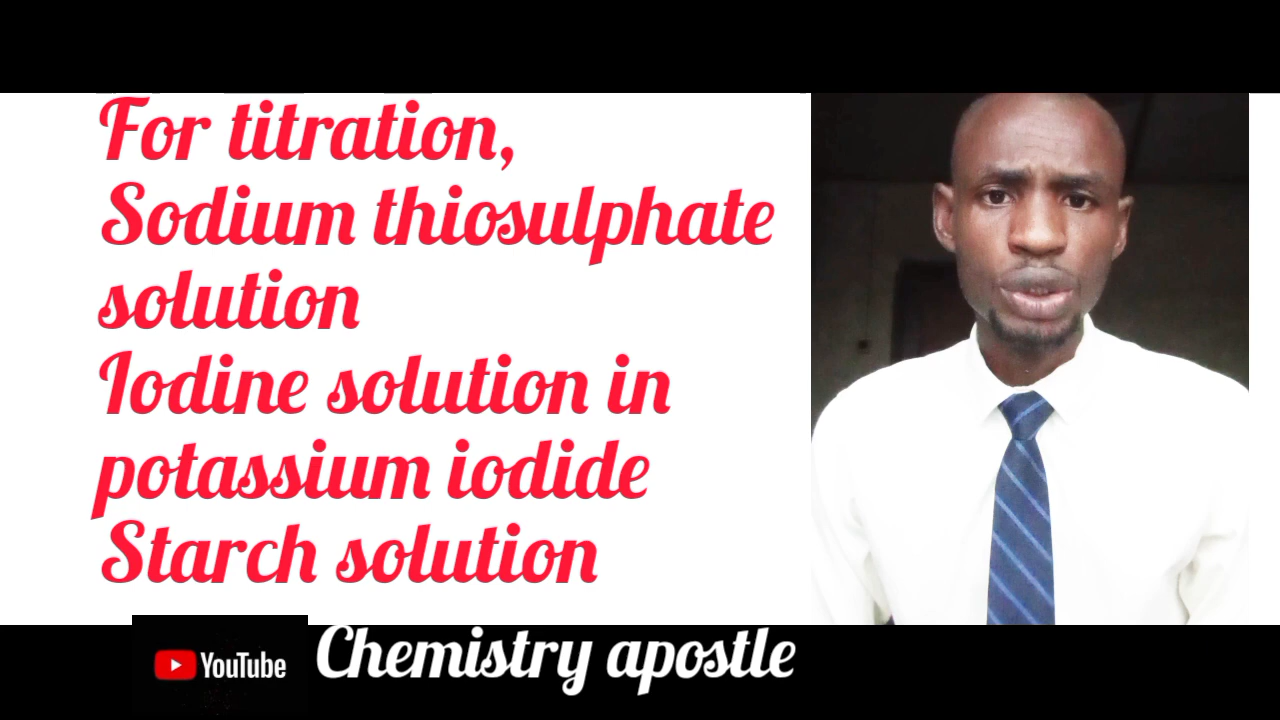 For titration,
Sodium thiosulphate
solution
Iodine solution in
potassium iodide
Starch solution
YouTube Chemistry apostle